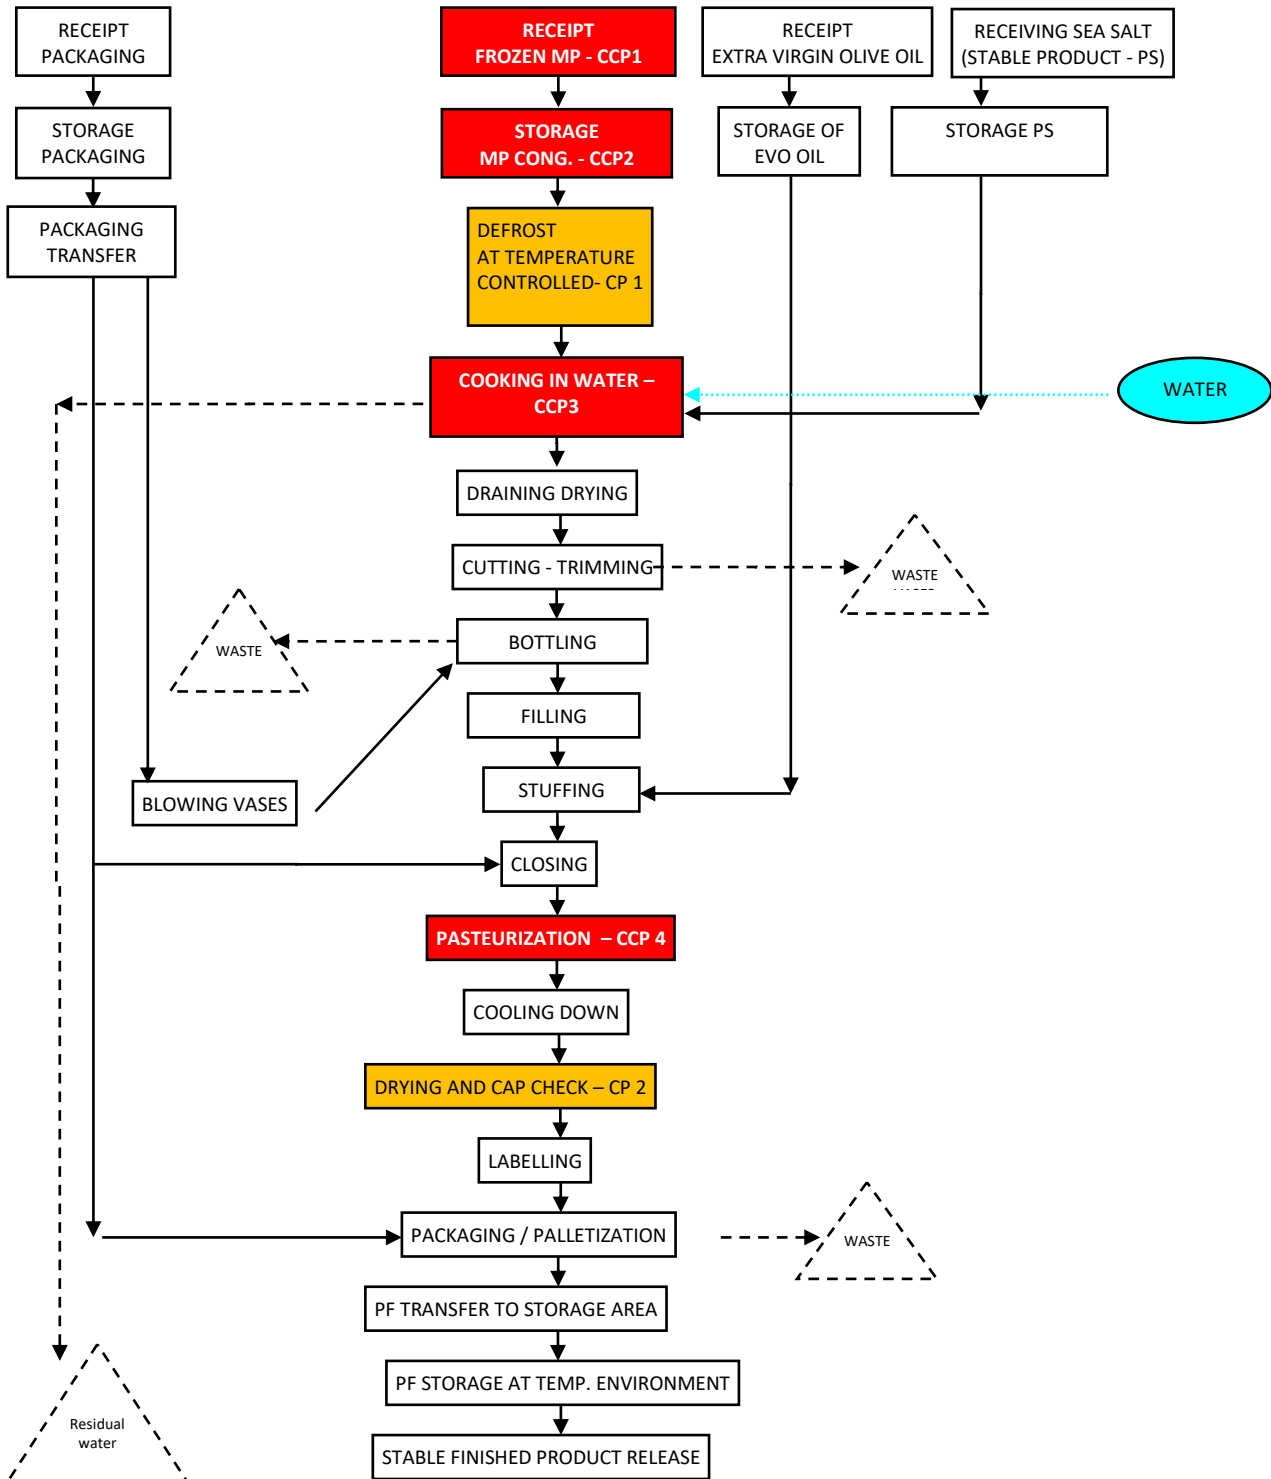 RECEIPT
PACKAGING
RECEIPT
FROZEN MP - CCP1
RECEIPT
EXTRA VIRGIN OLIVE OIL
RECEIVING SEA SALT
(STABLE PRODUCT - PS)
STORAGE
PACKAGING
STORAGE
MP CONG. - CCP2
STORAGE OF
EVO OIL
STORAGE PS
PACKAGING
TRANSFER
DEFROST
AT TEMPERATURE
CONTROLLED- CP 1
COOKING IN WATER –
CCP3
WATER
DRAINING DRYING
CUTTING - TRIMMING
WASTE
WASTE
BOTTLING
FILLING
STUFFING
BLOWING VASES
CLOSING
PASTEURIZATION – CCP 4
COOLING DOWN
DRYING AND CAP CHECK – CP 2
LABELLING
PACKAGING / PALLETIZATION
WASTE
PF TRANSFER TO STORAGE AREA
PF STORAGE AT TEMP. ENVIRONMENT
Residual
water
STABLE FINISHED PRODUCT RELEASE